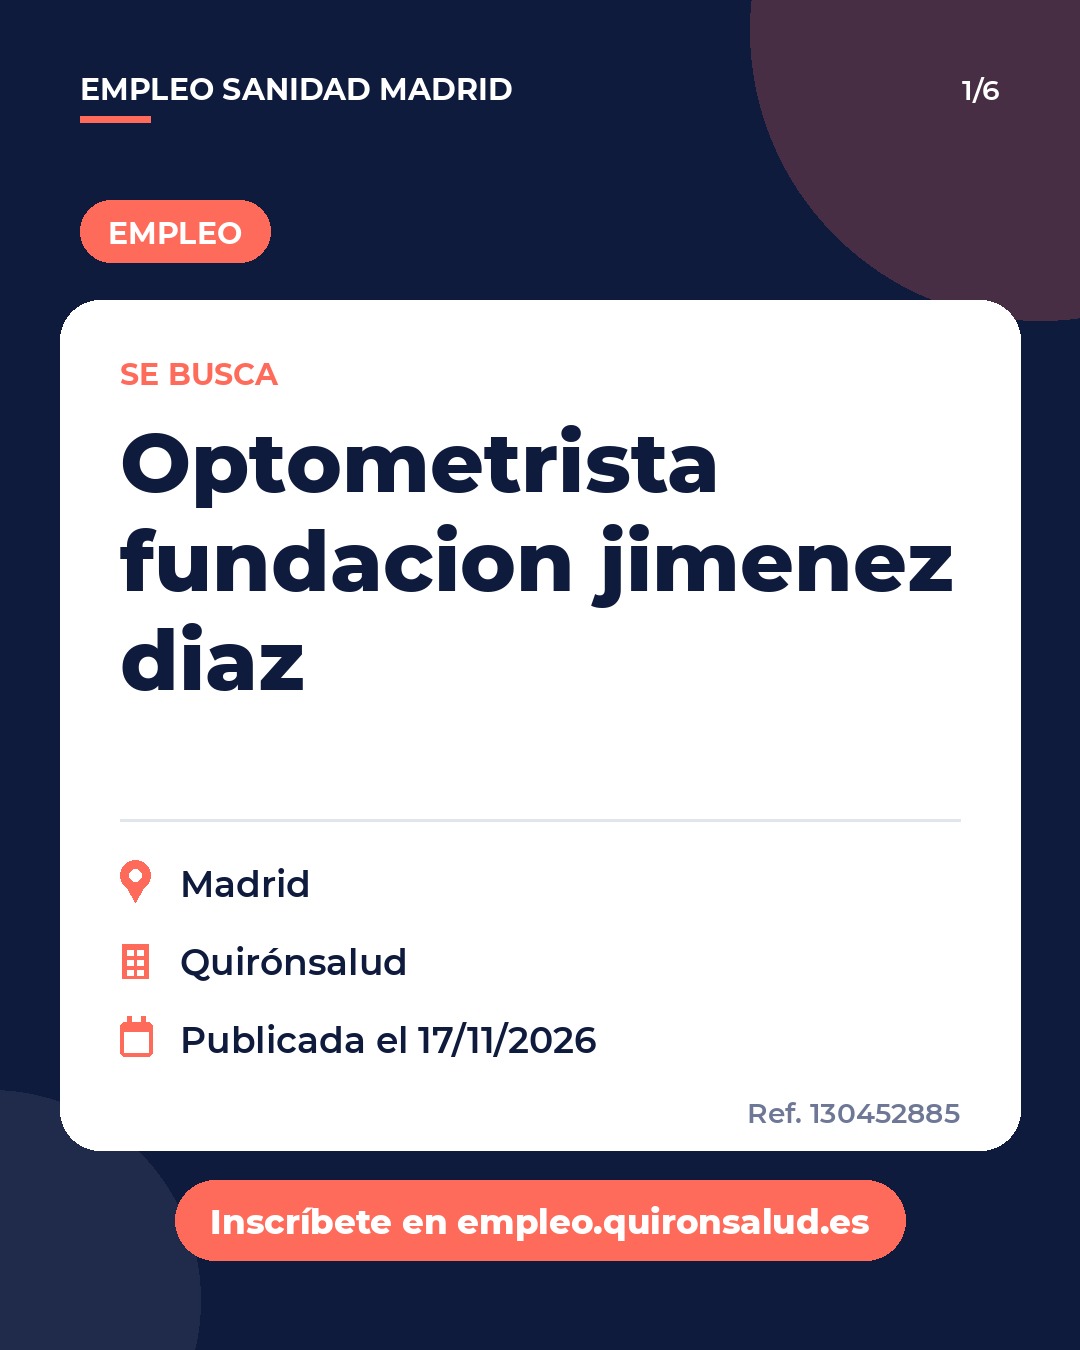 EMPLEO SANIDAD MADRID
1/6
EMPLEO
SE BUSCA
Optometrista
fundacion jimenez
diaz
Madrid
Quirónsalud
Publicada el 17/11/2026
Ref. 130452885
Inscríbete en empleo.quironsalud.es